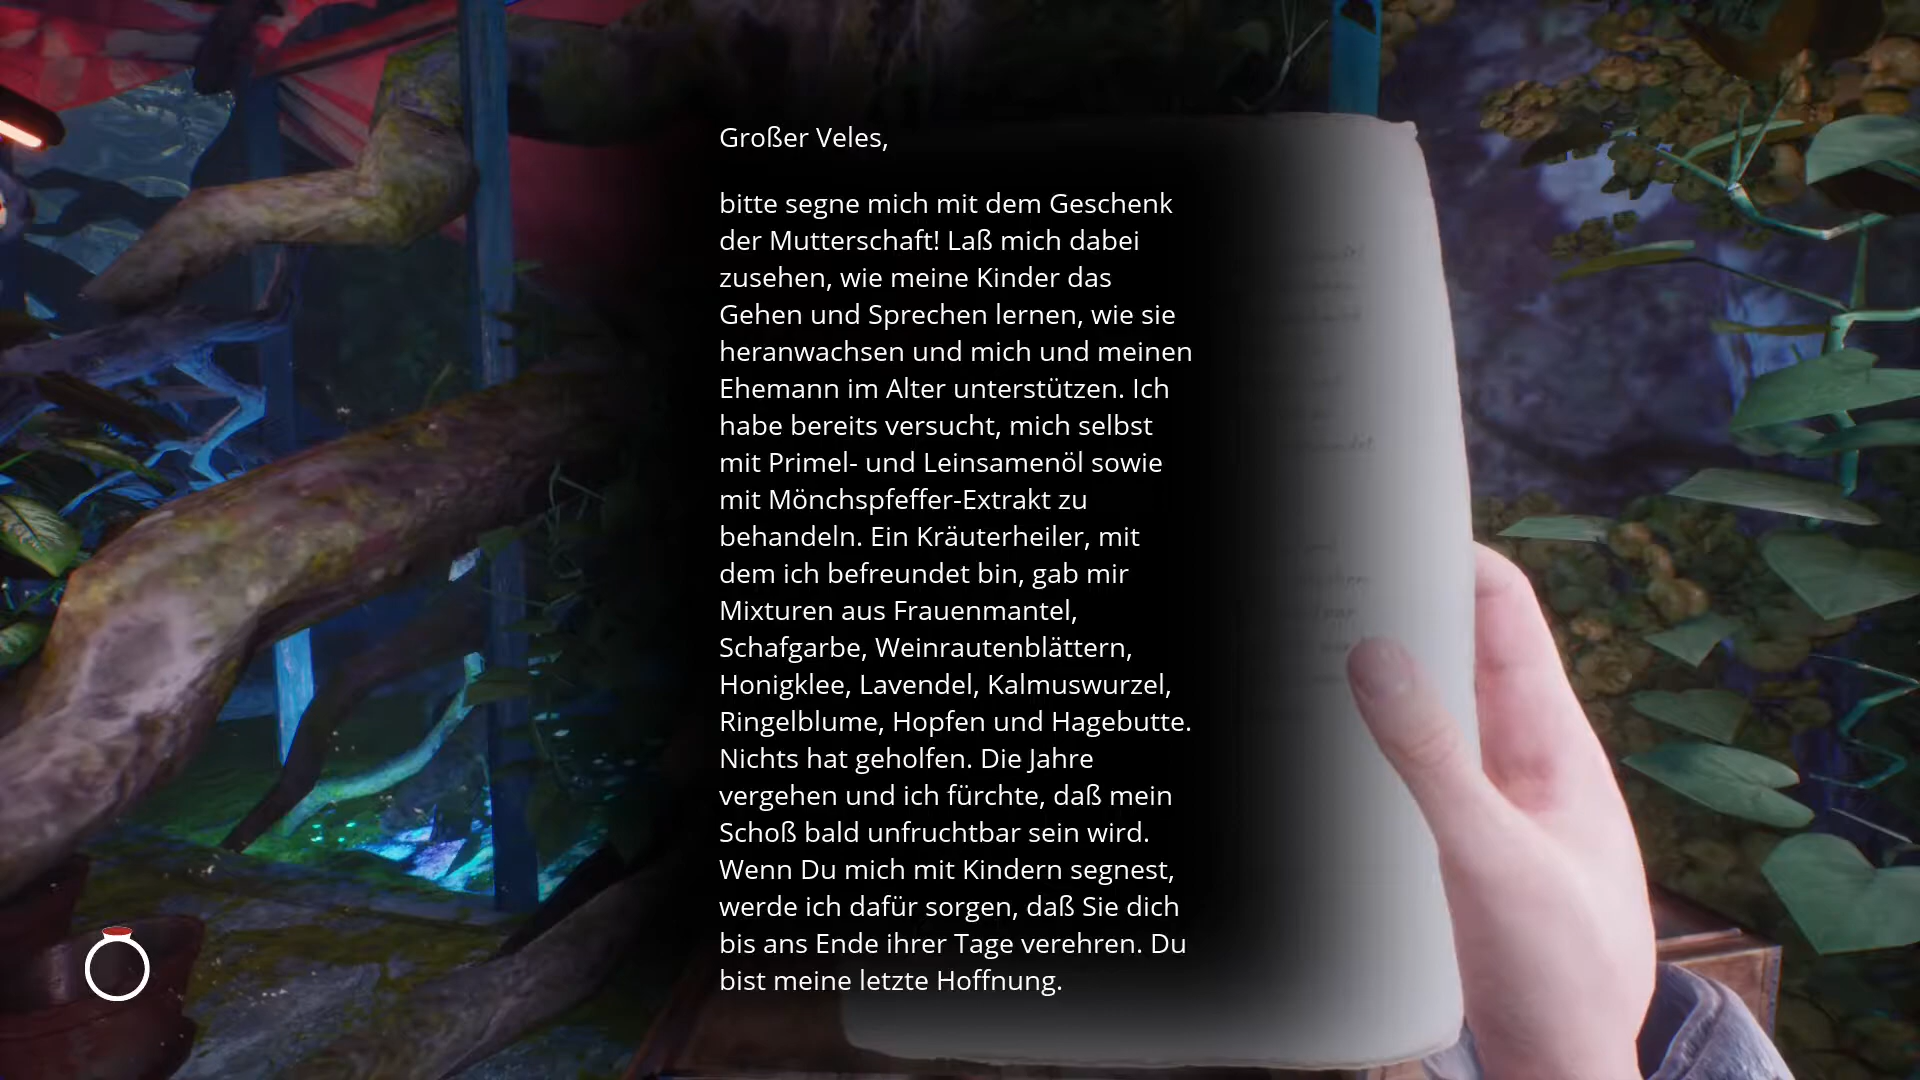 Großer Veles,
bitte segne mich mit dem Geschenk
der Mutterschaft! Laß mich dabei
zusehen, wie meine Kinder das
Gehen und Sprechen lernen, wie sie
heranwachsen und mich und meinen
Ehemann im Alter unterstützen. Ich
habe bereits versucht, mich selbst
mit Primel- und Leinsamenöl sowie
mit Mönchspfeffer-Extrakt zu
behandeln. Ein Kräuterheiler, mit
dem ich befreundet bin, gab mir
Mixturen aus Frauenmantel,
Schafgarbe, Weinrautenblättern,
Honigklee, Lavendel, Kalmuswurzel,
Ringelblume, Hopfen und Hagebutte.
Nichts hat geholfen. Die Jahre
vergehen und ich fürchte, daß mein
Schoß bald unfruchtbar sein wird.
Wenn Du mich mit Kindern segnest,
werde ich dafür sorgen, daß Sie dich
bis ans Ende ihrer Tage verehren. Du
bist meine letzte Hoffnung.